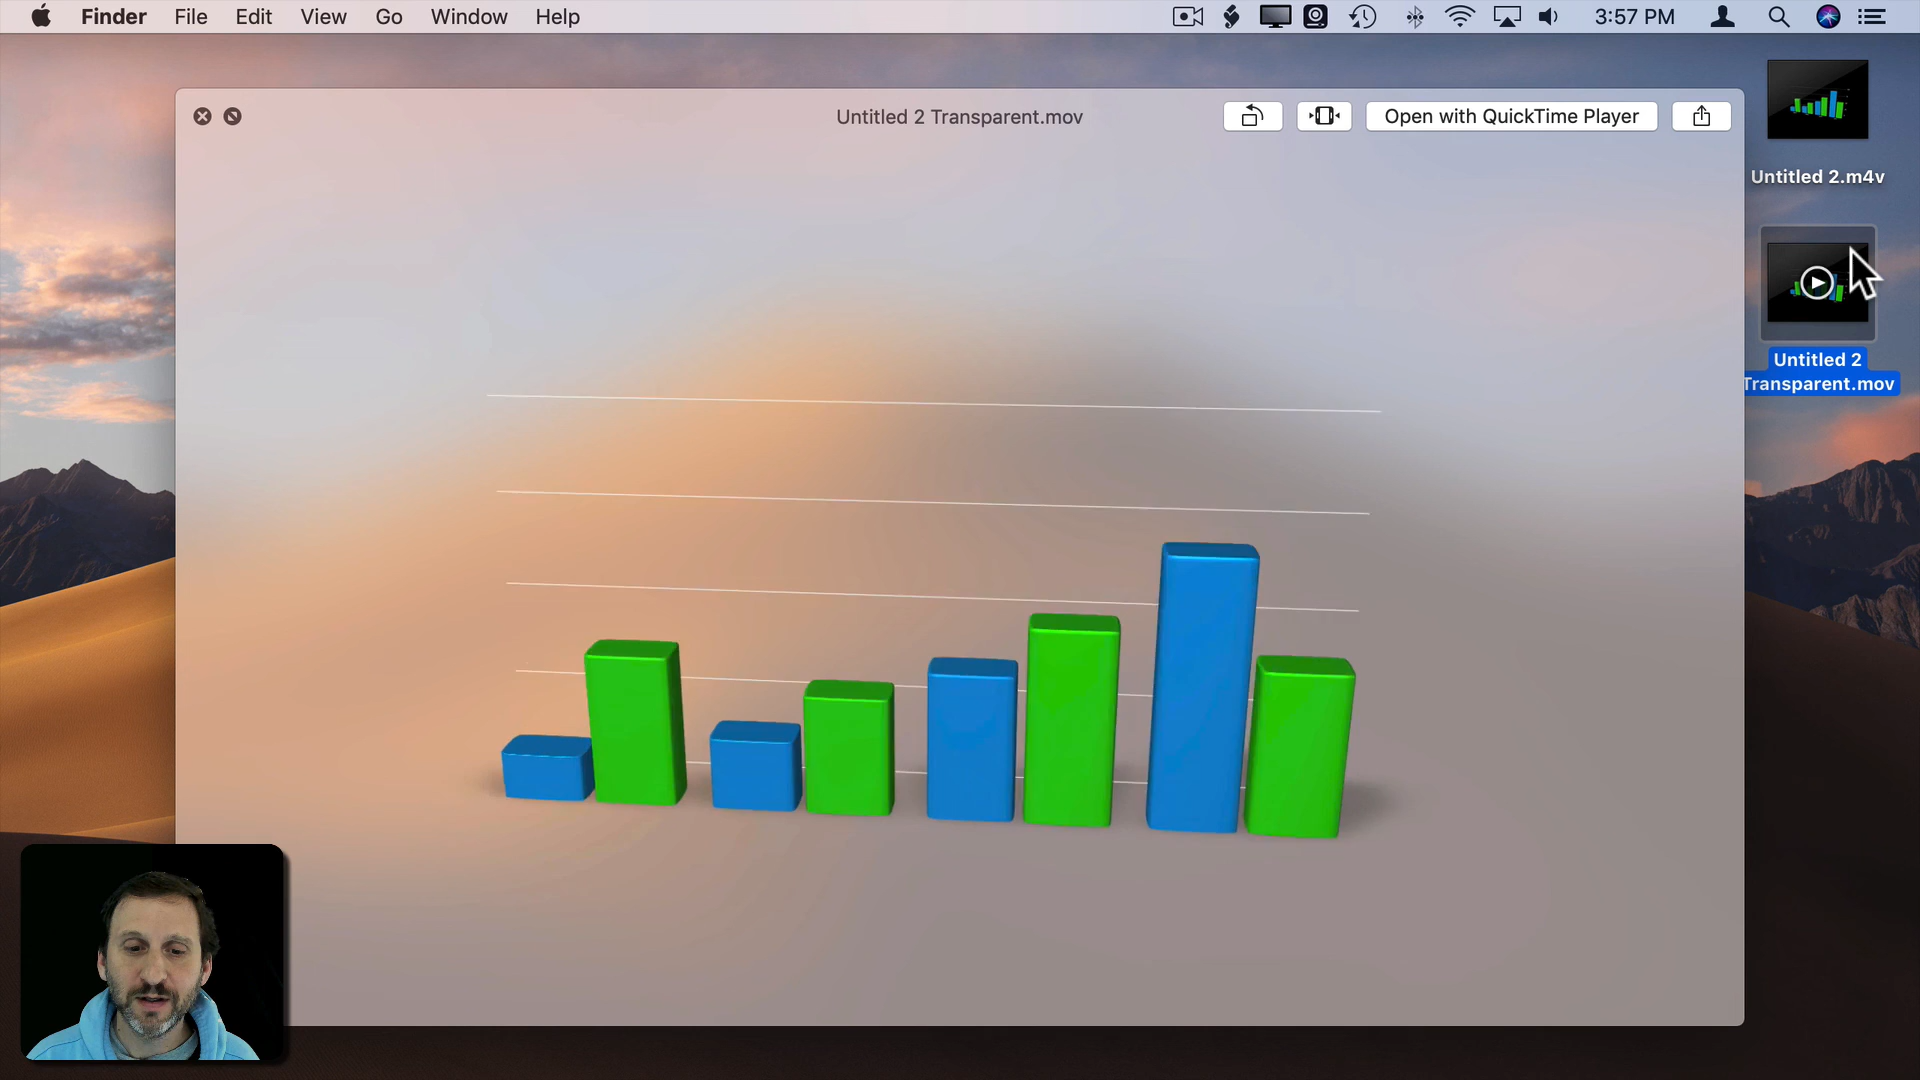 Finder File Edit View Go Window Help 3:57 PM
Untitled 2 Transparent.mov
Open with QuickTime Player
Untitled 2.m4v
Untitled 2
Transparent.mov